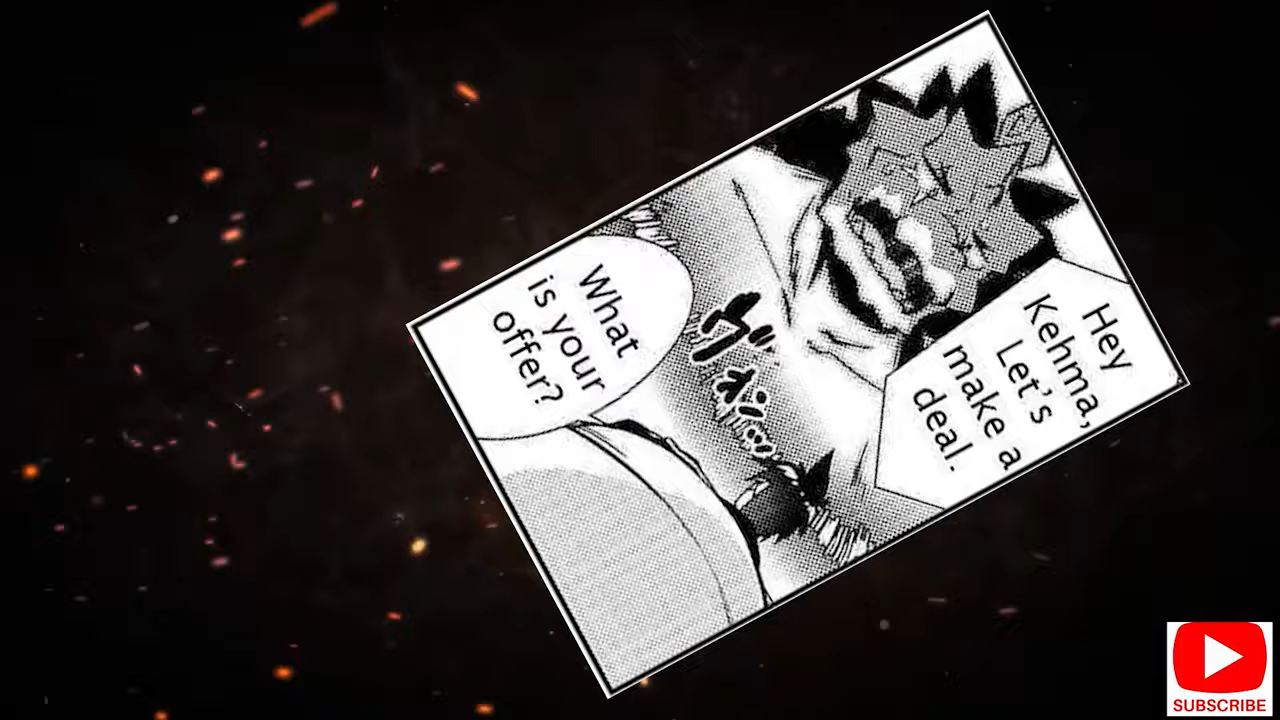 Hey
Kehma,
Let's
make a
deal.
What
is your
offer?
SUBSCRIBE